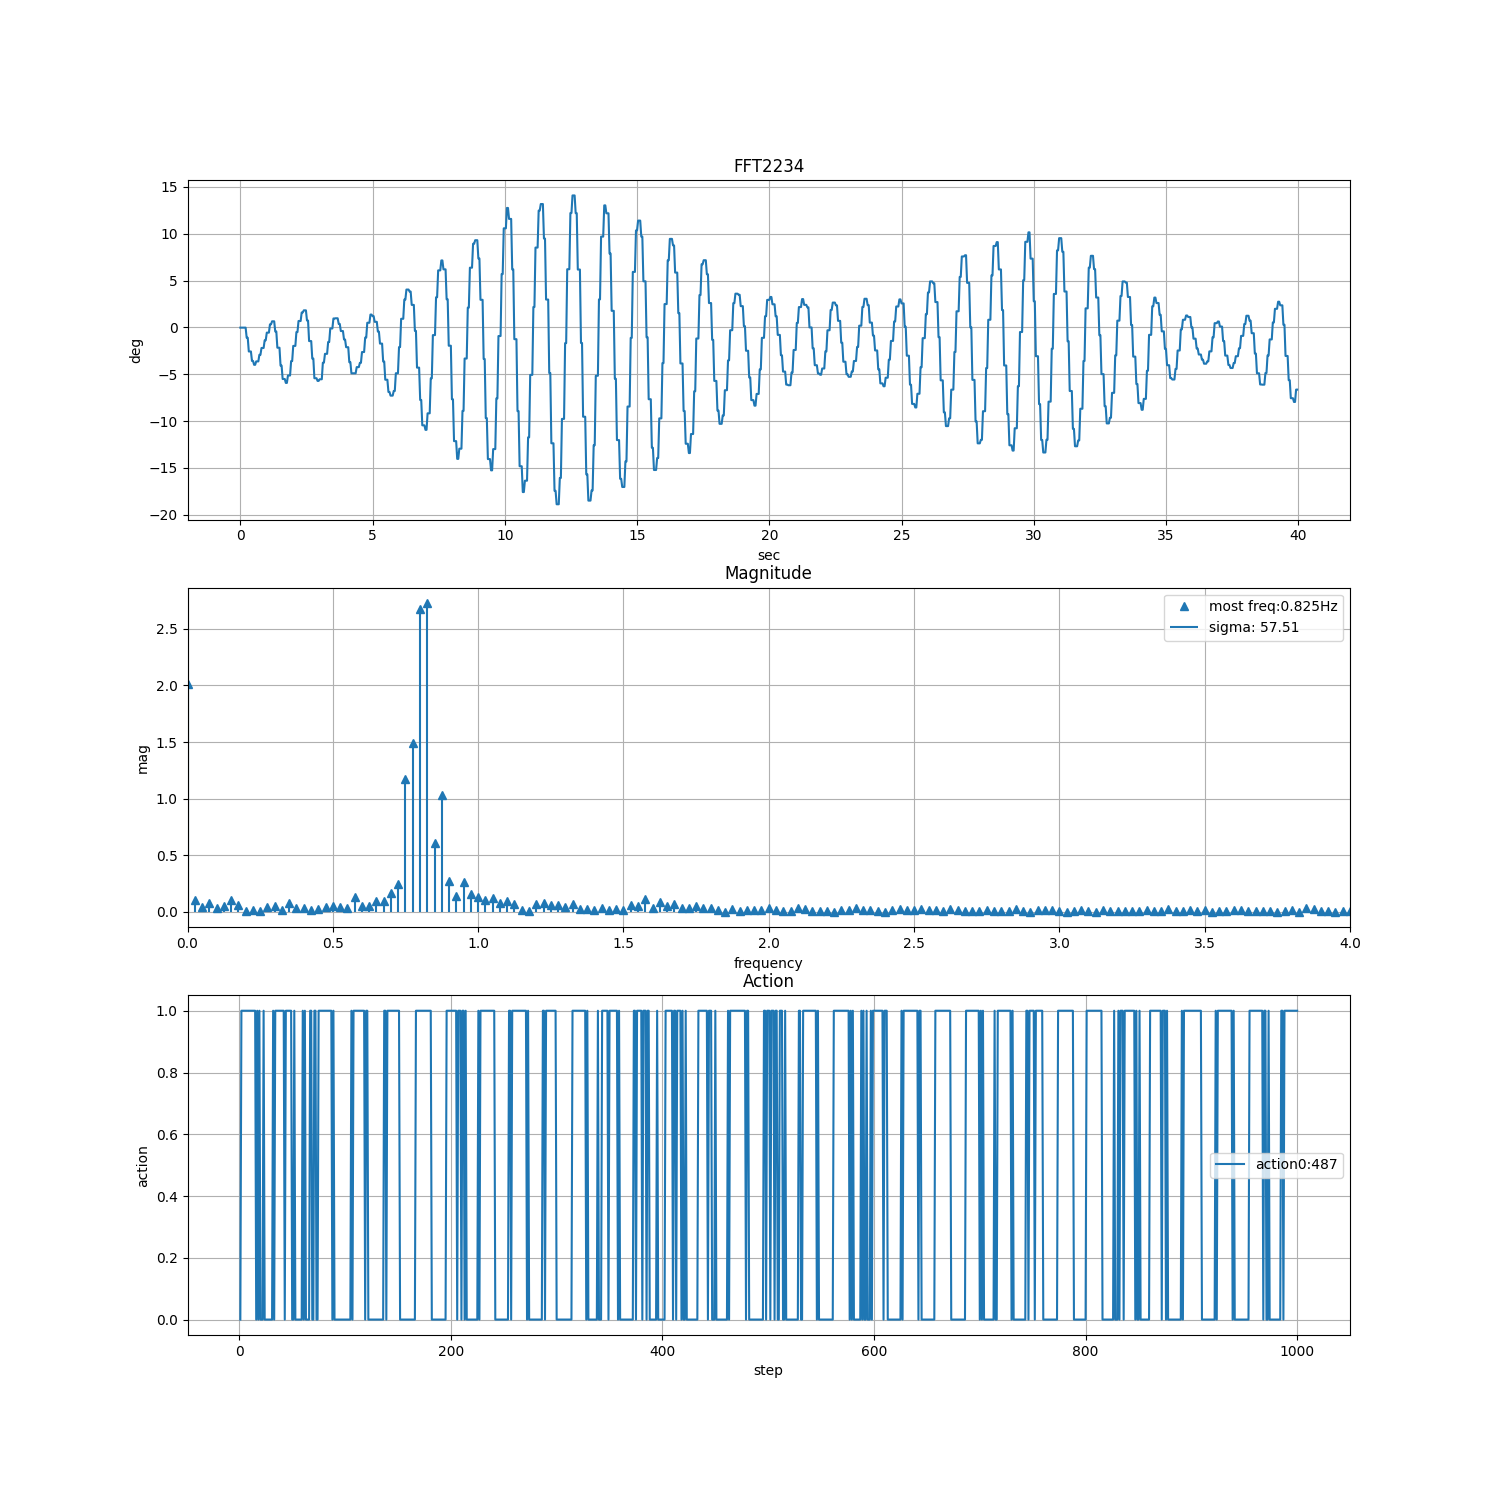 FFT2234
15
10
5
0
−5
−10
−15
−20
deg
0 5 10 15 20 25 30 35 40
sec
Magnitude
most freq:0.825Hz
sigma: 57.51
2.5
2.0
1.5
1.0
0.5
0.0
mag
0.0 0.5 1.0 1.5 2.0 2.5 3.0 3.5 4.0
frequency
Action
1.0
0.8
0.6
0.4
0.2
0.0
action
action0:487
0 200 400 600 800 1000
step